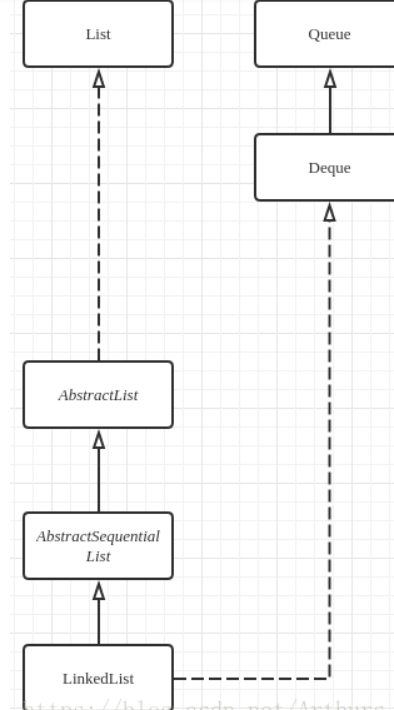 List
Queue
Deque
AbstractList
AbstractSequential
List
LinkedList